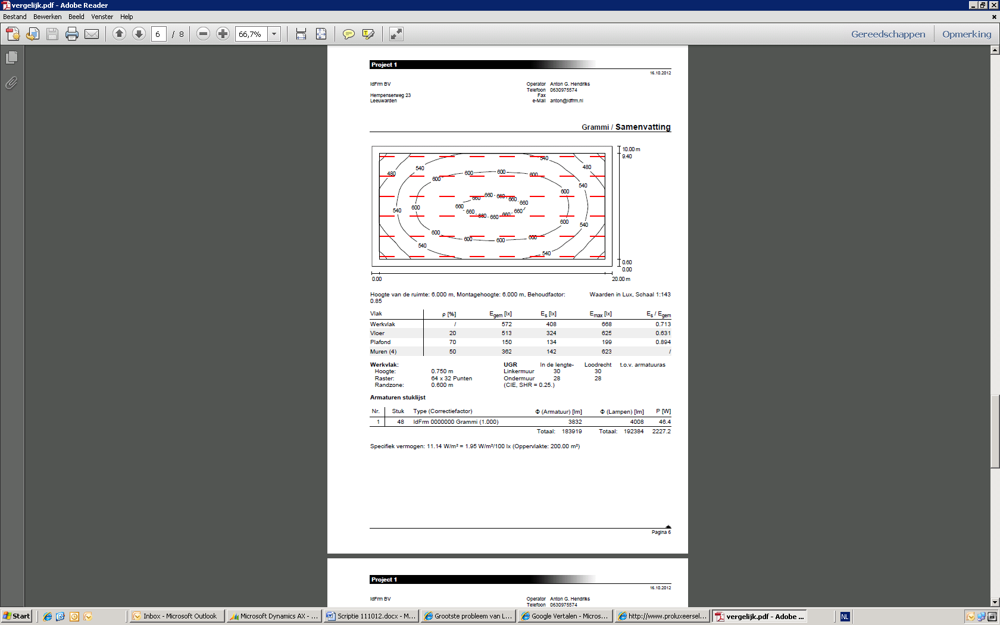 vergelijk.pdf - Adobe Reader
Bestand Bewerken Beeld Venster Help
6 / 8 66,7% Gereedschappen Opmerking
Project 1
16.10.2012
IdFrm BV Operator Anton G. Hendriks
Telefoon 0630975574
Hempenserweg 23 Fax
Leeuwarden e-Mail anton@idfrm.nl
Grammi / Samenvatting
10.00 m
540 9.40
540 480
480 600 600 600
600
540
600 600
660 660 660 660
660 660
540 600
660 660
660 660 660
600 540
600
600 600 600
540
540
0.60
0.00
0.00 20.00 m
Hoogte van de ruimte: 6.000 m, Montagehoogte: 6.000 m, Behoudfactor: Waarden in Lux, Schaal 1:143
0.85
Vlak ρ [%] Egem [lx] Es [lx] Emax [lx] Es / Egem
Werkvlak / 572 408 668 0.713
Vloer 20 513 324 625 0.631
Plafond 70 150 134 199 0.894
Muren (4) 50 362 142 623 /
Werkvlak: UGR In de lengte- Loodrecht t.o.v. armatuuras
Hoogte: 0.750 m Linkermuur 30 30
Raster: 64 x 32 Punten Ondermuur 28 28
Randzone: 0.600 m (CIE, SHR = 0.25.)
Armaturen stuklijst
Nr. Stuk Type (Correctiefactor) Φ (Armatuur) [lm] Φ (Lampen) [lm] P [W]
1 48 IdFrm 0000000 Grammi (1.000) 3832 4008 46.4
Totaal: 183919 Totaal: 192384 2227.2
Specifiek vermogen: 11.14 W/m² = 1.95 W/m²/100 lx (Oppervlakte: 200.00 m²)
Pagina 6
Project 1
16.10.2012
IdFrm BV Operator Anton G. Hendriks
Telefoon 0630975574
Start Inbox - Microsoft Outlook Microsoft Dynamics AX - ... Scriptie 111012.docx - M... Grootste probleem van L... Google Vertalen - Micros... http://www.proluxeersel... vergelijk.pdf - Adobe ... NL